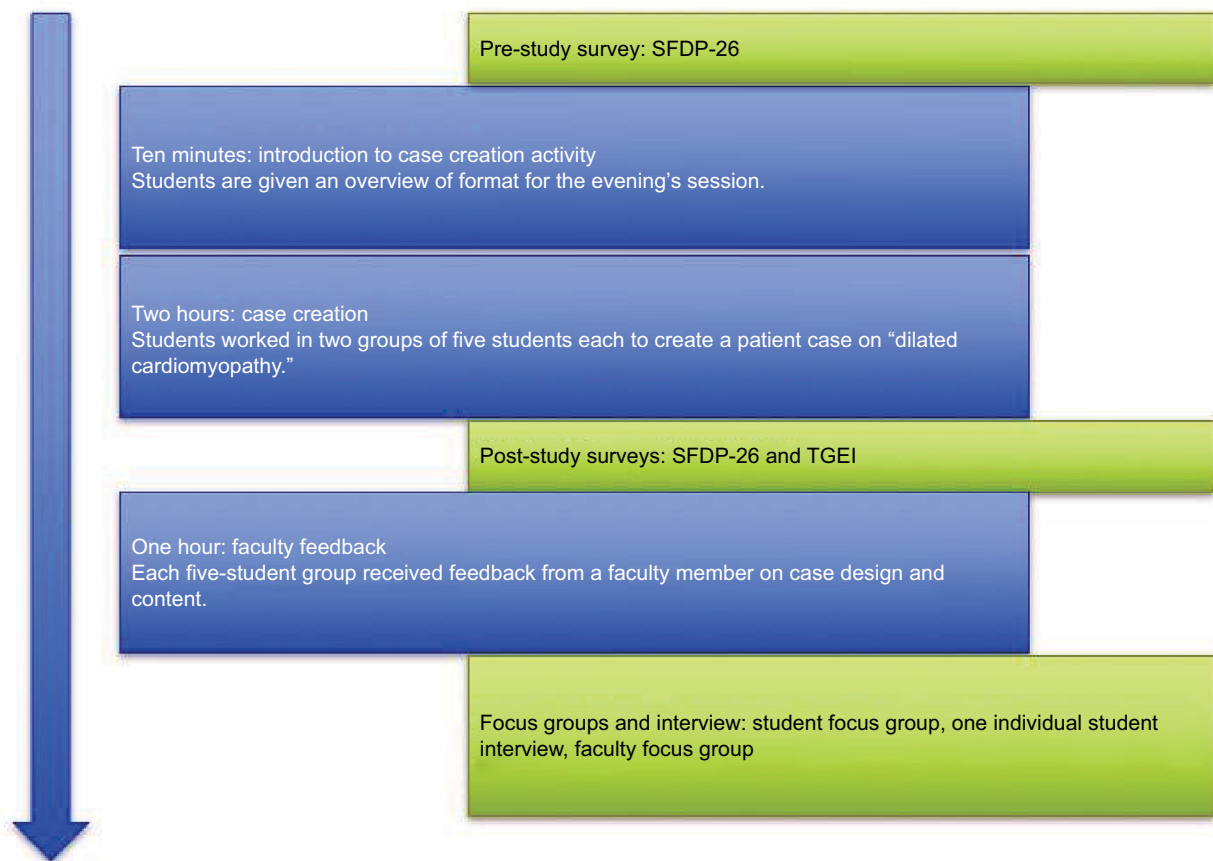 Pre-study survey: SFDP-26
Ten minutes: introduction to case creation activity
Students are given an overview of format for the evening’s session.
Two hours: case creation
Students worked in two groups of five students each to create a patient case on “dilated
cardiomyopathy.”
Post-study surveys: SFDP-26 and TGEI
One hour: faculty feedback
Each five-student group received feedback from a faculty member on case design and
content.
Focus groups and interview: student focus group, one individual student
interview, faculty focus group